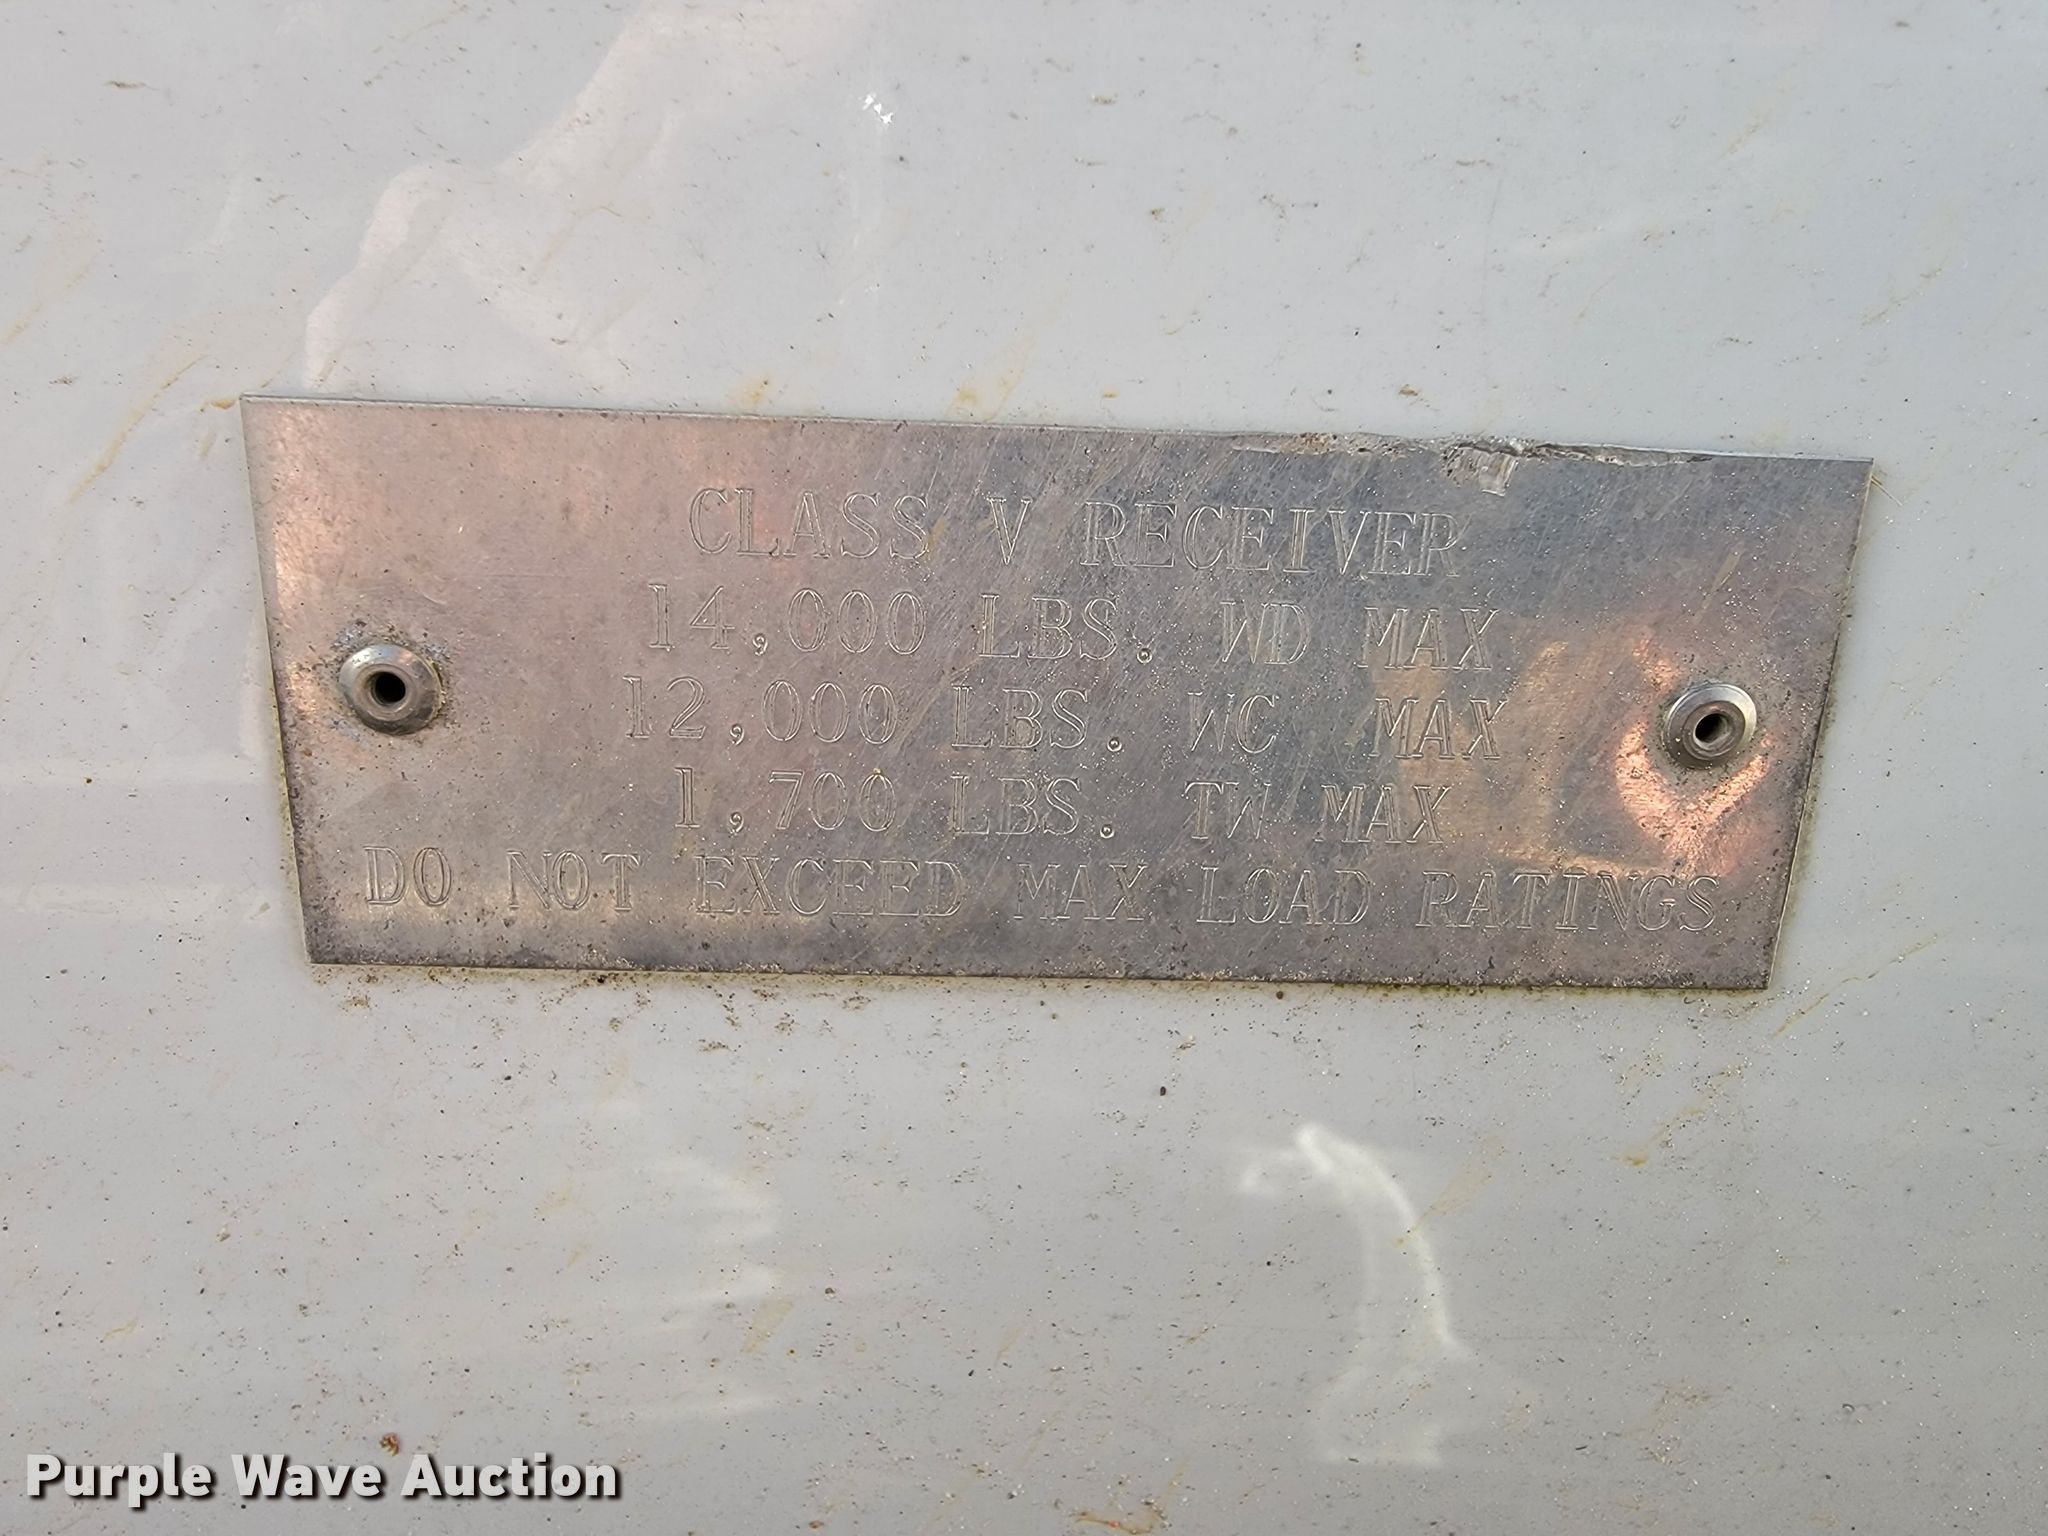 CLASS V RECEIVER
14,000 LBS. WD MAX
12,000 LBS. WC MAX
1,700 LBS. TW MAX
DO NOT EXCEED MAX LOAD RATINGS
Purple Wave Auction